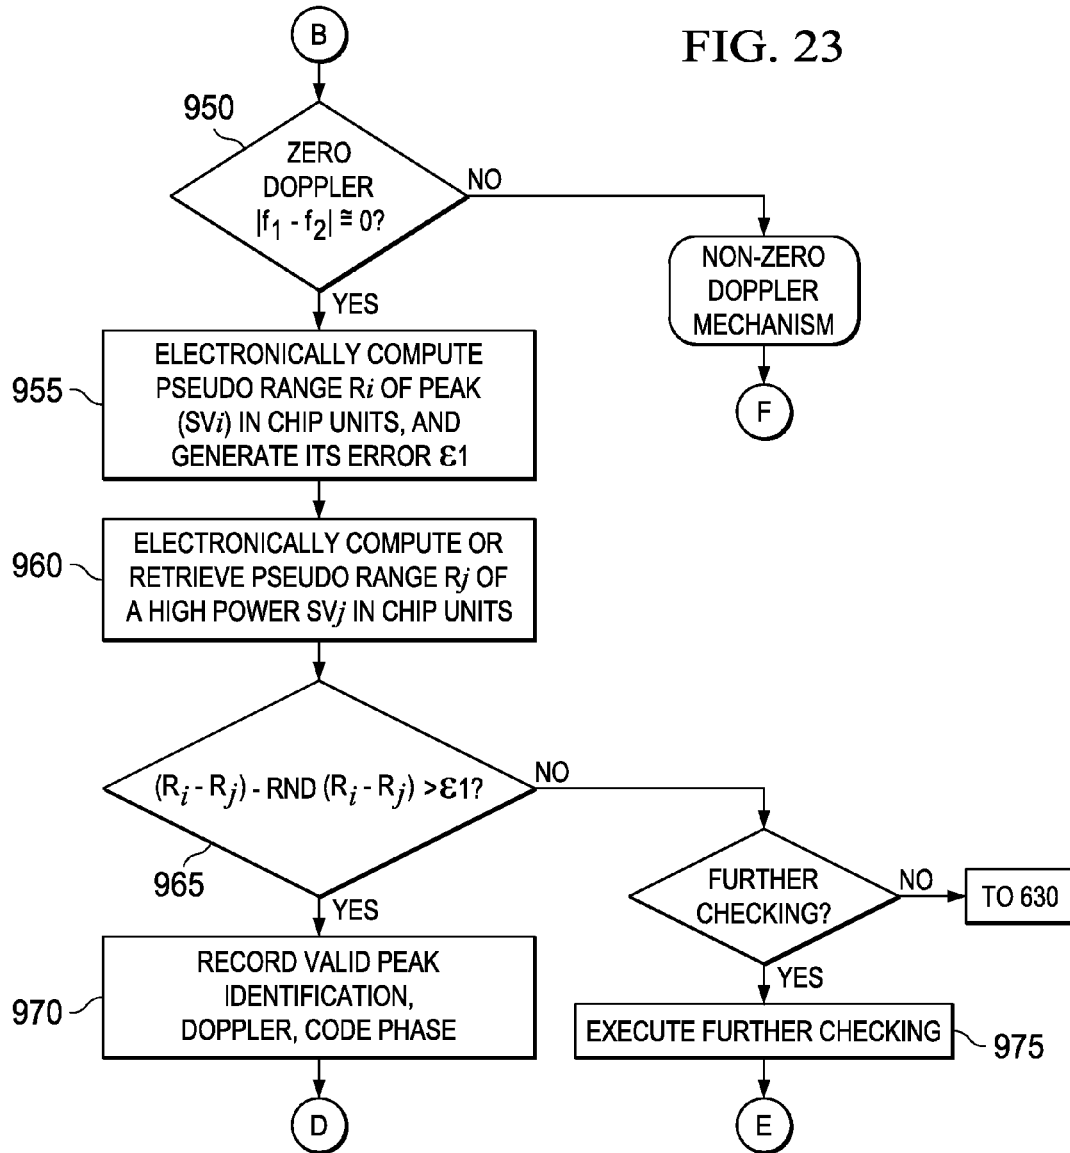 FIG. 23
B
950
ZERO
DOPPLER
|f₁ - f₂| ≅ 0?
NO
YES
NON-ZERO
DOPPLER
MECHANISM
F
955
ELECTRONICALLY COMPUTE
PSEUDO RANGE Ri OF PEAK
(SVi) IN CHIP UNITS, AND
GENERATE ITS ERROR ε1
960
ELECTRONICALLY COMPUTE OR
RETRIEVE PSEUDO RANGE Rj OF
A HIGH POWER SVj IN CHIP UNITS
(Rᵢ - Rⱼ) - RND (Rᵢ - Rⱼ) > ε1?
NO
965
YES
FURTHER
CHECKING?
NO
TO 630
YES
970
RECORD VALID PEAK
IDENTIFICATION,
DOPPLER, CODE PHASE
EXECUTE FURTHER CHECKING
975
D
E